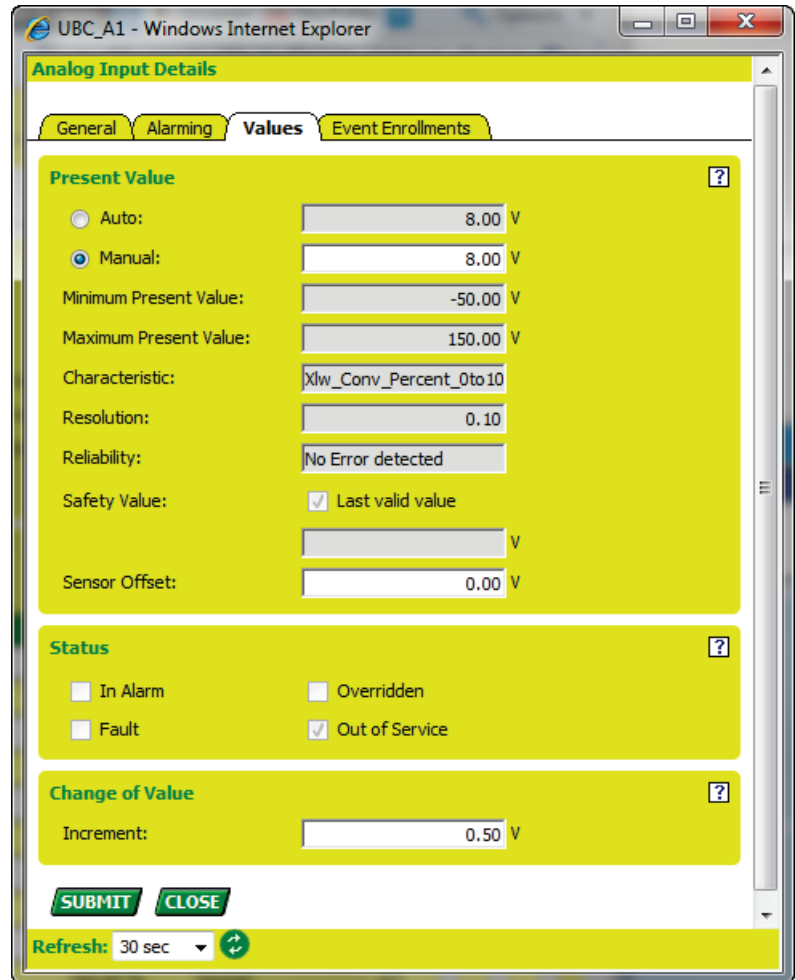 UBC_A1 - Windows Internet Explorer
Analog Input Details
General Alarming Values Event Enrollments
Present Value ?
Auto: 8.00 V
Manual: 8.00 V
Minimum Present Value: -50.00 V
Maximum Present Value: 150.00 V
Characteristic: Xlw_Conv_Percent_0to10
Resolution: 0.10
Reliability: No Error detected
Safety Value: Last valid value
V
Sensor Offset: 0.00 V
Status ?
In Alarm Overridden
Fault Out of Service
Change of Value ?
Increment: 0.50 V
SUBMIT CLOSE
Refresh: 30 sec